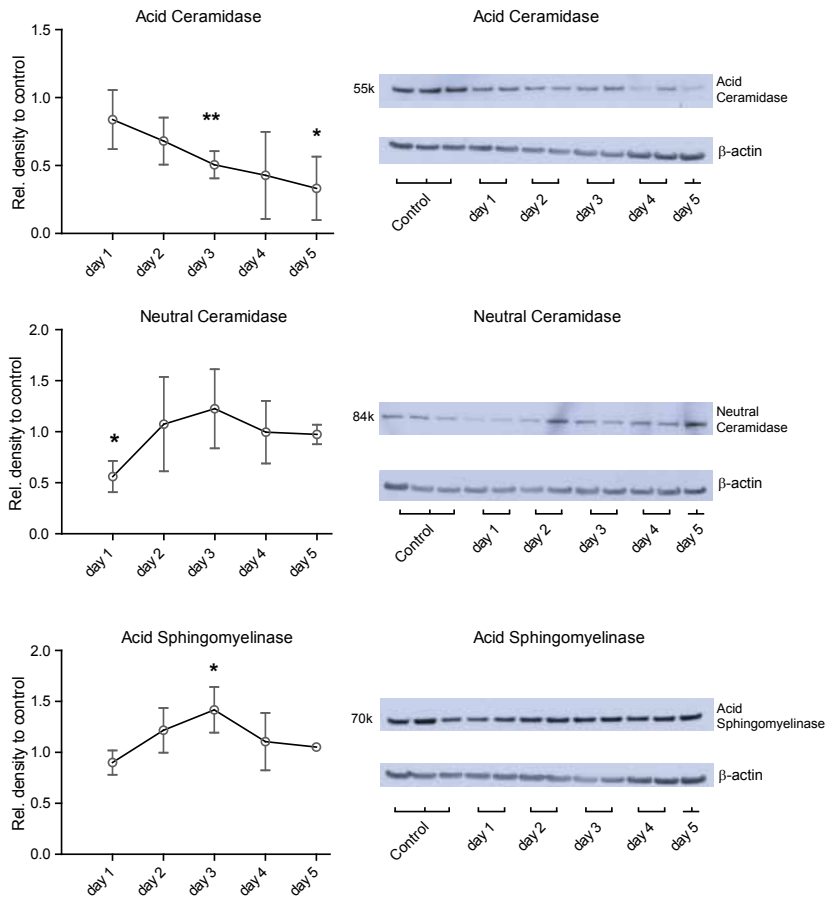 Acid Ceramidase
Rel. density to control
1.5
1.0
0.5
0.0
**
*
day 1
day 2
day 3
day 4
day 5
Acid Ceramidase
55k
Acid
Ceramidase
β-actin
Control
day 1
day 2
day 3
day 4
day 5
Neutral Ceramidase
Rel. density to control
2.0
1.5
1.0
0.5
0.0
*
day 1
day 2
day 3
day 4
day 5
Neutral Ceramidase
84k
Neutral
Ceramidase
β-actin
Control
day 1
day 2
day 3
day 4
day 5
Acid Sphingomyelinase
Rel. density to control
2.0
1.5
1.0
0.5
0.0
*
day 1
day 2
day 3
day 4
day 5
Acid Sphingomyelinase
70k
Acid
Sphingomyelinase
β-actin
Control
day 1
day 2
day 3
day 4
day 5